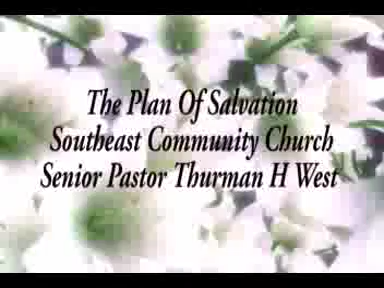 The Plan Of Salvation
Southeast Community Church
Senior Pastor Thurman H West